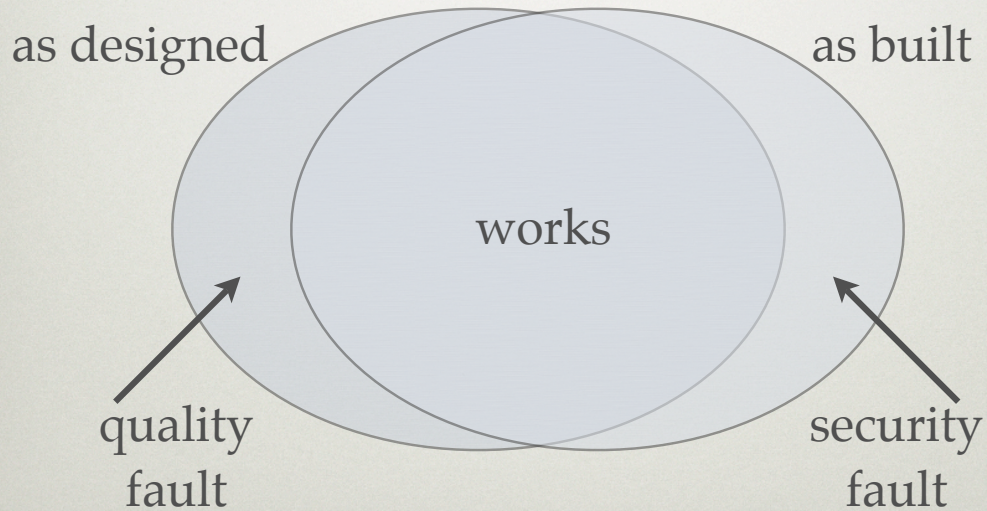 as designed
as built
works
quality
fault
security
fault